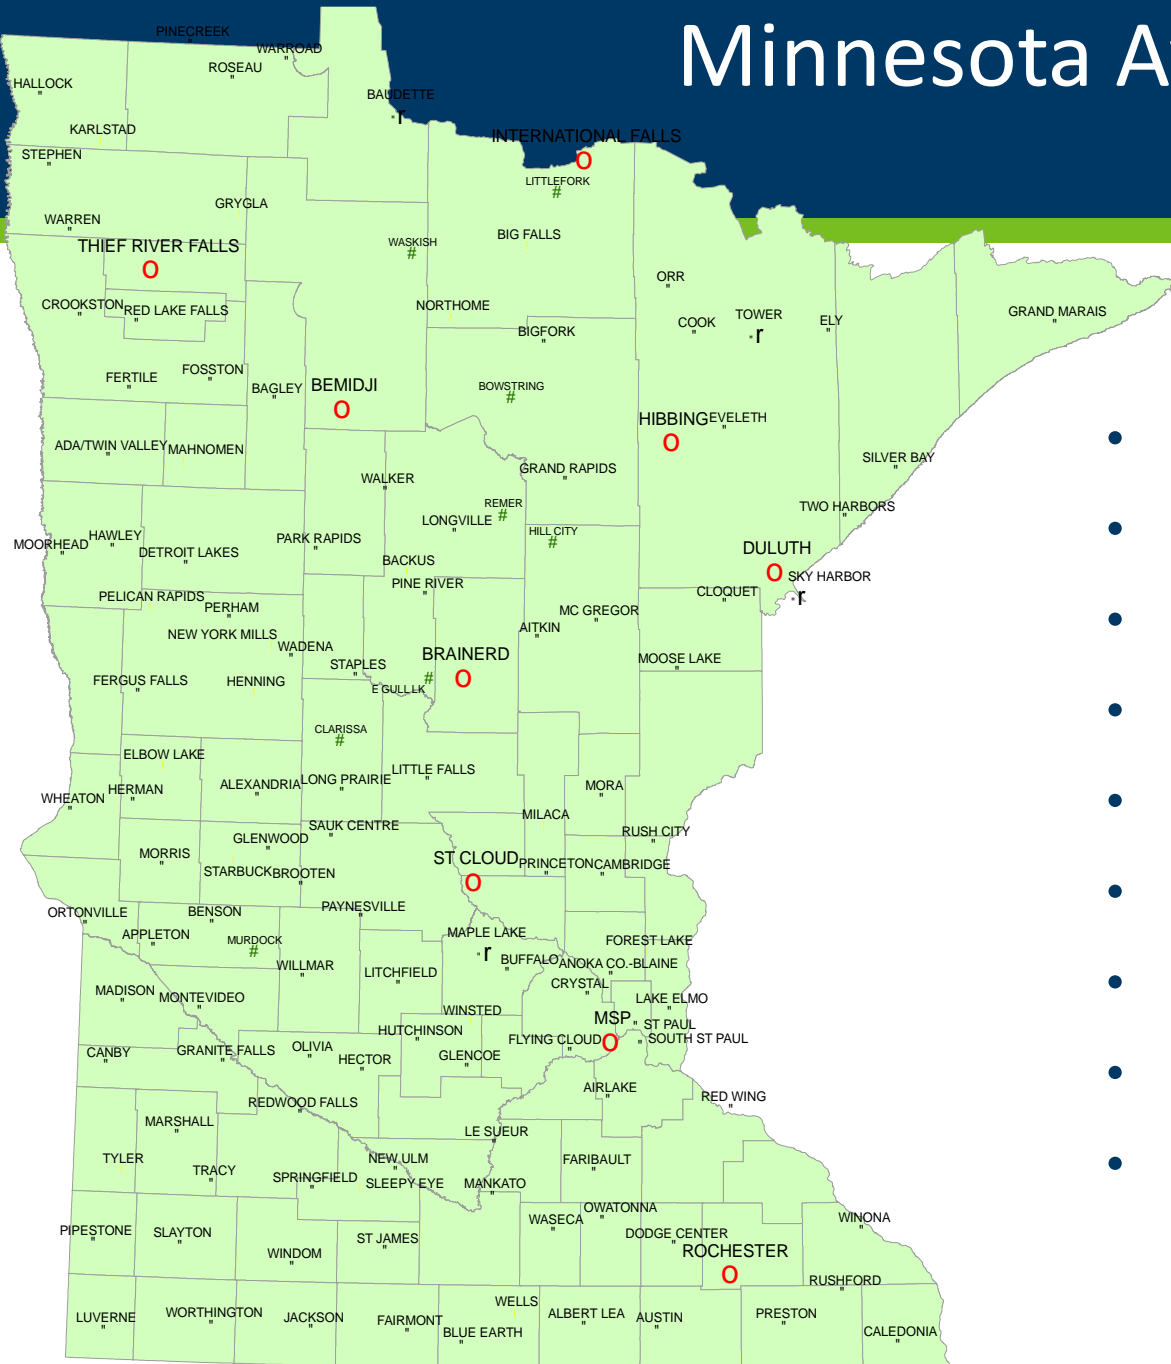 Minnesota A
PINECREEK
WARROAD
ROSEAU
HALLOCK
BAUDETTE
r
KARLSTAD
INTERNATIONAL FALLS
O
STEPHEN
LITTLEFORK
#
GRYGLA
WARREN
BIG FALLS
THIEF RIVER FALLS
O
WASKISH
#
ORR
CROOKSTON
RED LAKE FALLS
NORTHOME
COOK
TOWER
r
ELY
GRAND MARAIS
BIGFORK
FERTILE
FOSSTON
BAGLEY
BEMIDJI
O
BOWSTRING
#
HIBBING
O
EVELETH
ADA/TWIN VALLEY
MAHNOMEN
SILVER BAY
GRAND RAPIDS
WALKER
REMER
#
TWO HARBORS
LONGVILLE
HILL CITY
#
MOORHEAD
HAWLEY
DETROIT LAKES
PARK RAPIDS
DULUTH
O
SKY HARBOR
r
BACKUS
PINE RIVER
CLOQUET
PELICAN RAPIDS
PERHAM
MC GREGOR
NEW YORK MILLS
WADENA
AITKIN
STAPLES
BRAINERD
O
MOOSE LAKE
FERGUS FALLS
HENNING
E GULL LK
#
CLARISSA
#
ELBOW LAKE
LITTLE FALLS
ALEXANDRIA
LONG PRAIRIE
MORA
WHEATON
HERMAN
MILACA
SAUK CENTRE
RUSH CITY
GLENWOOD
MORRIS
ST CLOUD
O
PRINCETON
CAMBRIDGE
STARBUCK
BROOTEN
ORTONVILLE
BENSON
PAYNESVILLE
APPLETON
MURDOCK
#
MAPLE LAKE
r
FOREST LAKE
BUFFALO
ANOKA CO.-BLAINE
WILLMAR
LITCHFIELD
CRYSTAL
MADISON
MONTEVIDEO
LAKE ELMO
WINSTED
MSP
O
ST PAUL
HUTCHINSON
FLYING CLOUD
SOUTH ST PAUL
CANBY
GRANITE FALLS
OLIVIA
HECTOR
GLENCOE
AIRLAKE
RED WING
REDWOOD FALLS
MARSHALL
LE SUEUR
TYLER
TRACY
NEW ULM
FARIBAULT
SPRINGFIELD
SLEEPY EYE
MANKATO
OWATONNA
PIPESTONE
SLAYTON
WASECA
WINONA
ST JAMES
DODGE CENTER
WINDOM
ROCHESTER
O
RUSHFORD
WELLS
LUVERNE
WORTHINGTON
JACKSON
FAIRMONT
BLUE EARTH
ALBERT LEA
AUSTIN
PRESTON
CALEDONIA